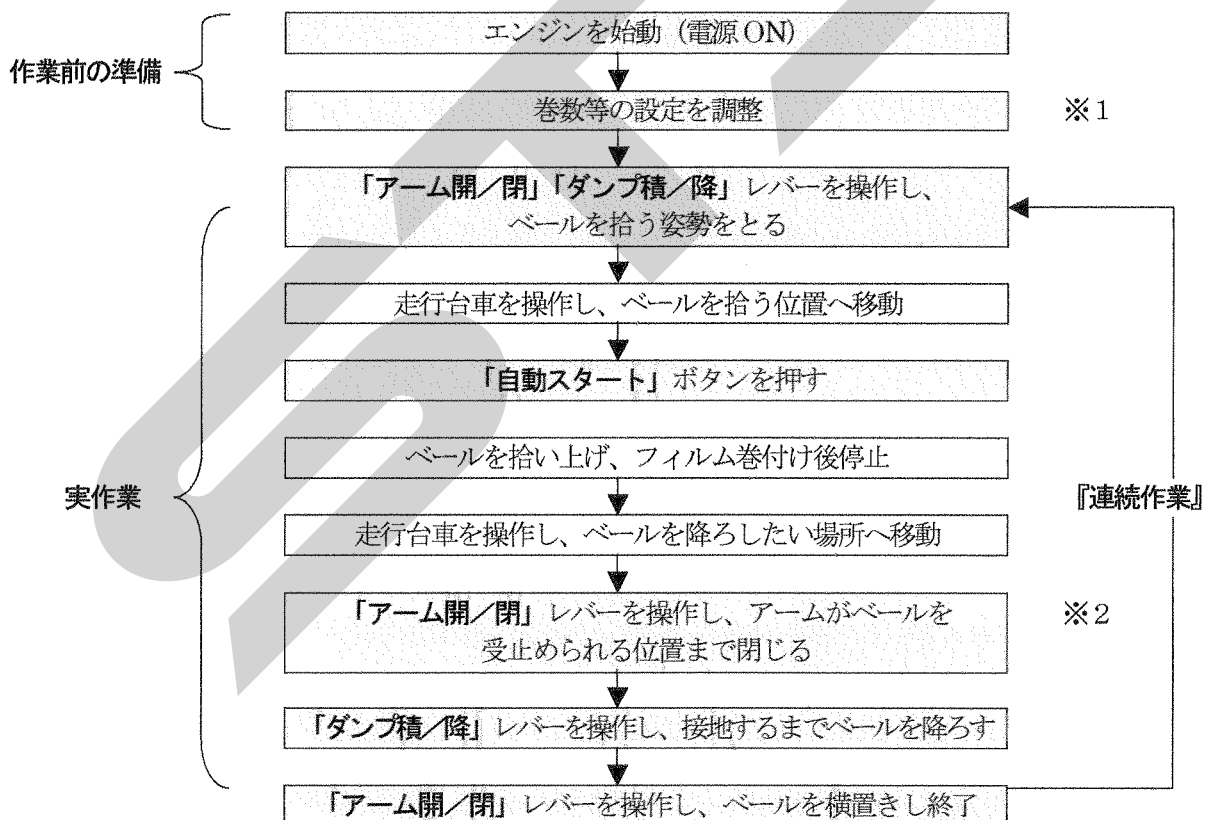 エンジンを始動（電源 ON）
作業前の準備
巻数等の設定を調整
※１
「アーム開／閉」「ダンプ積／降」レバーを操作し、
ベールを拾う姿勢をとる
走行台車を操作し、ベールを拾う位置へ移動
「自動スタート」ボタンを押す
ベールを拾い上げ、フィルム巻付け後停止
実作業
『連続作業』
走行台車を操作し、ベールを降ろしたい場所へ移動
「アーム開／閉」レバーを操作し、アームがベールを
受止められる位置まで閉じる
※２
「ダンプ積／降」レバーを操作し、接地するまでベールを降ろす
「アーム開／閉」レバーを操作し、ベールを横置きし終了